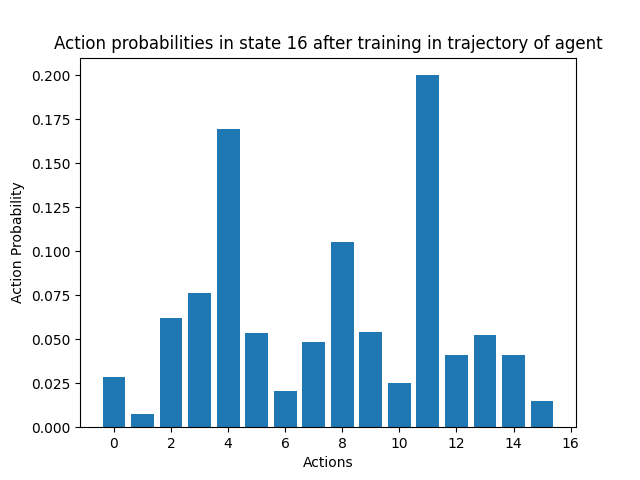 Action probabilities in state 16 after training in trajectory of agent
0.200
0.175
0.150
0.125
0.100
0.075
0.050
0.025
0.000
Action Probability
0 2 4 6 8 10 12 14 16
Actions